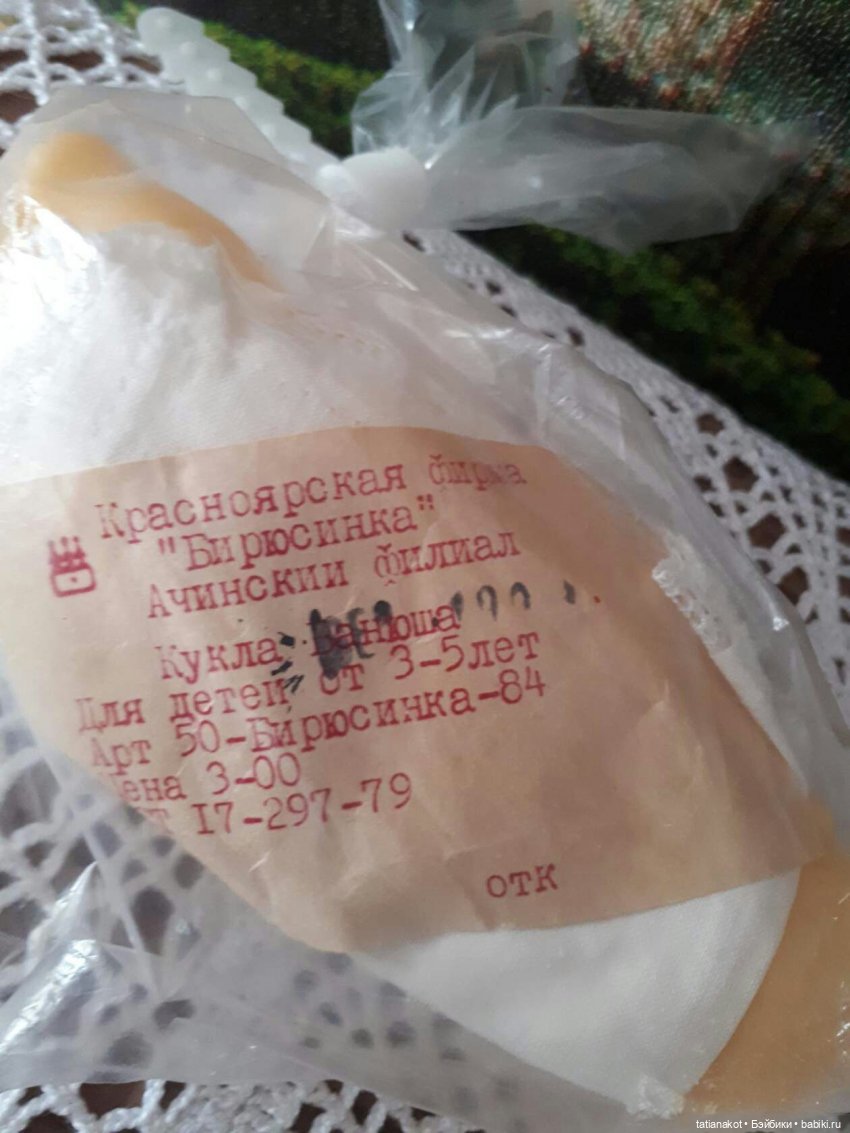 Красноярская фирма
"Бирюсинка"
Ачинский филиал
Кукла Ванюша
Для детей от 3-5лет
Арт 50-Бирюсинка-84
Цена 3-00
I7-297-79
отк
tatianakot • Бэйбики • babiki.ru